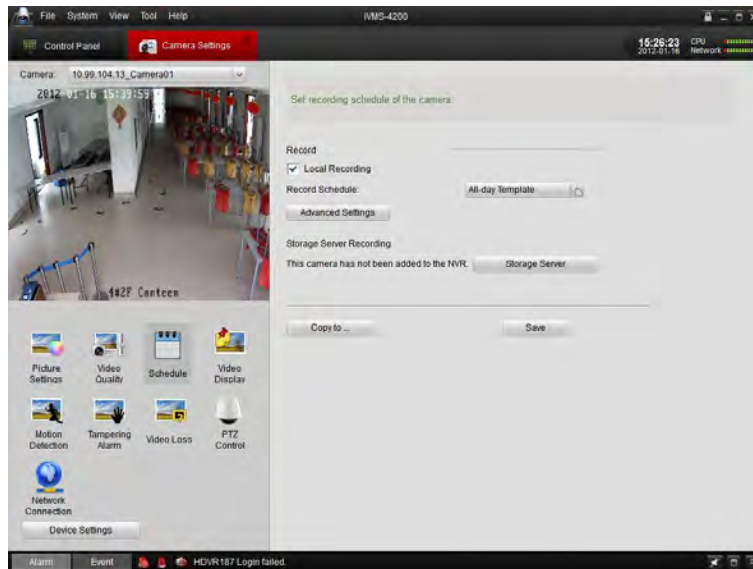 File System View Tool Help
iVMS-4200
Control Panel
Camera Settings
15:26:23
2012-01-16
CPU
Network
Camera: 10.99.104.13_Camera01
2012 01-16 15:39:59
4#2F Canteen
Set recording schedule of the camera.
Record
Local Recording
Record Schedule: All-day Template
Advanced Settings
Storage Server Recording
This camera has not been added to the NVR. Storage Server
Copy to ... Save
Picture Settings
Video Quality
Schedule
Video Display
Motion Detection
Tampering Alarm
Video Loss
PTZ Control
Network Connection
Device Settings
Alarm Event HDVR187 Login failed.